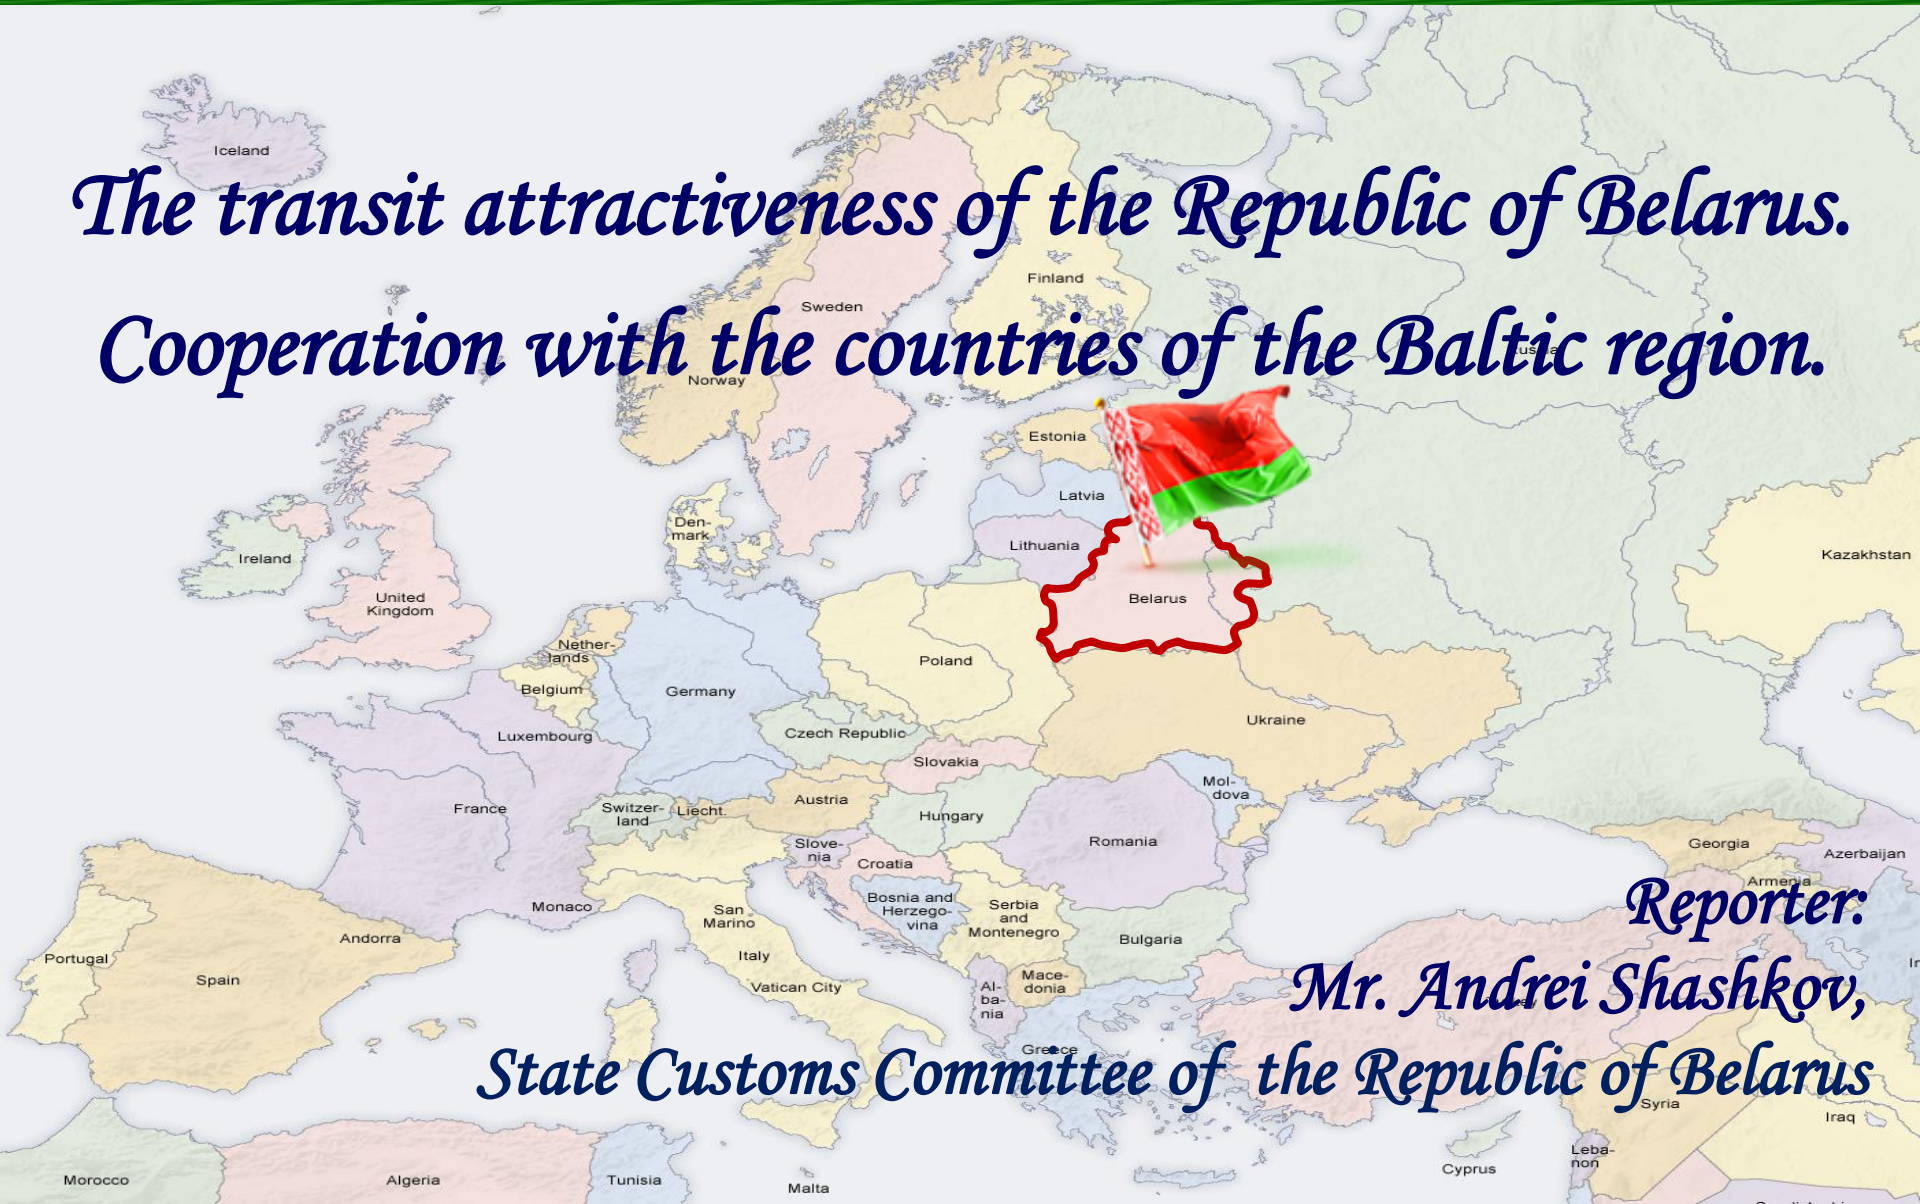 The transit attractiveness of the Republic of Belarus.
Cooperation with the countries of the Baltic region.
Iceland
Finland
Sweden
Russia
Norway
Estonia
Latvia
Den-
mark
Lithuania
Ireland
Kazakhstan
United
Kingdom
Belarus
Nether-
lands
Poland
Belgium
Germany
Ukraine
Luxembourg
Czech Republic
Slovakia
Mol-
dova
Austria
France
Switzer-
land
Liecht.
Hungary
Romania
Georgia
Slove-
nia
Croatia
Azerbaijan
Armenia
Bosnia and
Herzego-
vina
Serbia
and
Montenegro
Monaco
San
Marino
Reporter:
Andorra
Bulgaria
Portugal
Italy
Spain
Vatican City
Mace-
donia
Al-
ba-
nia
Mr. Andrei Shashkov,
Greece
State Customs Committee of the Republic of Belarus
Syria
Iraq
Leba-
non
Cyprus
Morocco
Algeria
Tunisia
Malta